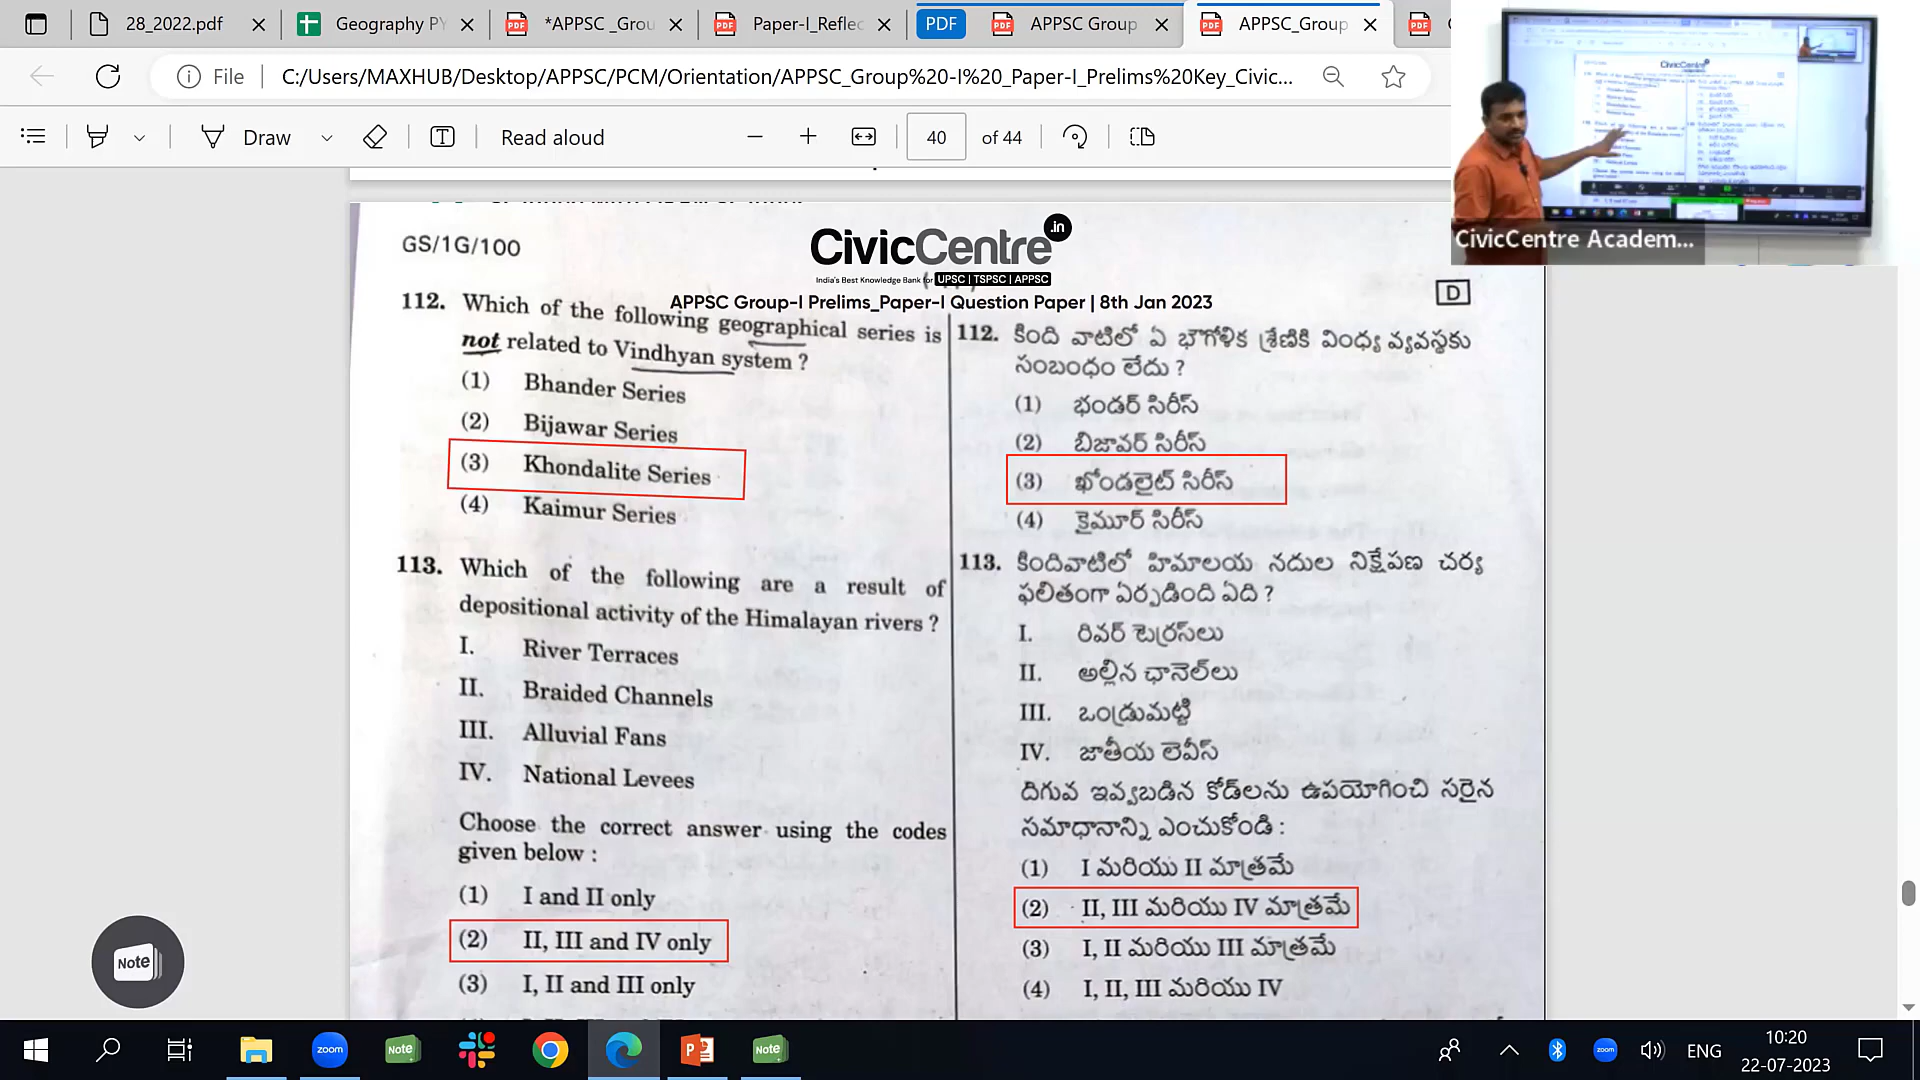 28_2022.pdf
Geography PY
*APPSC _Grou
Paper-I_Reflec
PDF
APPSC Group
APPSC_Group
File
C:/Users/MAXHUB/Desktop/APPSC/PCM/Orientation/APPSC_Group%20-I%20_Paper-I_Prelims%20Key_Civic...
Draw
Read aloud
40
of 44
CivicCentre Academ...
GS/1G/100
CivicCentre.in
India's Best Knowledge Bank for UPSC | TSPSC | APPSC
APPSC Group-I Prelims_Paper-I Question Paper | 8th Jan 2023
D
112. Which of the following geographical series is
not related to Vindhyan system ?
(1) Bhander Series
(2) Bijawar Series
(3) Khondalite Series
(4) Kaimur Series
113. Which of the following are a result of
depositional activity of the Himalayan rivers ?
I. River Terraces
II. Braided Channels
III. Alluvial Fans
IV. National Levees
Choose the correct answer using the codes
given below :
(1) I and II only
(2) II, III and IV only
(3) I, II and III only
112. కింది వాటిలో ఏ భౌగోళిక శ్రేణికి వింధ్య వ్యవస్థకు
సంబంధం లేదు ?
(1) భండర్ సిరీస్
(2) బిజావర్ సిరీస్
(3) ఖోండలైట్ సిరీస్
(4) కైమూర్ సిరీస్
113. కిందివాటిలో హిమాలయ నదుల నిక్షేపణ చర్య
ఫలితంగా ఏర్పడింది ఏది ?
I. రివర్ టెర్రస్‌లు
II. అల్లిన ఛానెల్‌లు
III. ఒండ్రుమట్టి
IV. జాతీయ లెవీస్
దిగువ ఇవ్వబడిన కోడ్‌లను ఉపయోగించి సరైన
సమాధానాన్ని ఎంచుకోండి :
(1) I మరియు II మాత్రమే
(2) II, III మరియు IV మాత్రమే
(3) I, II మరియు III మాత్రమే
(4) I, II, III మరియు IV
Note
zoom
Note
Note
zoom
ENG
10:20
22-07-2023